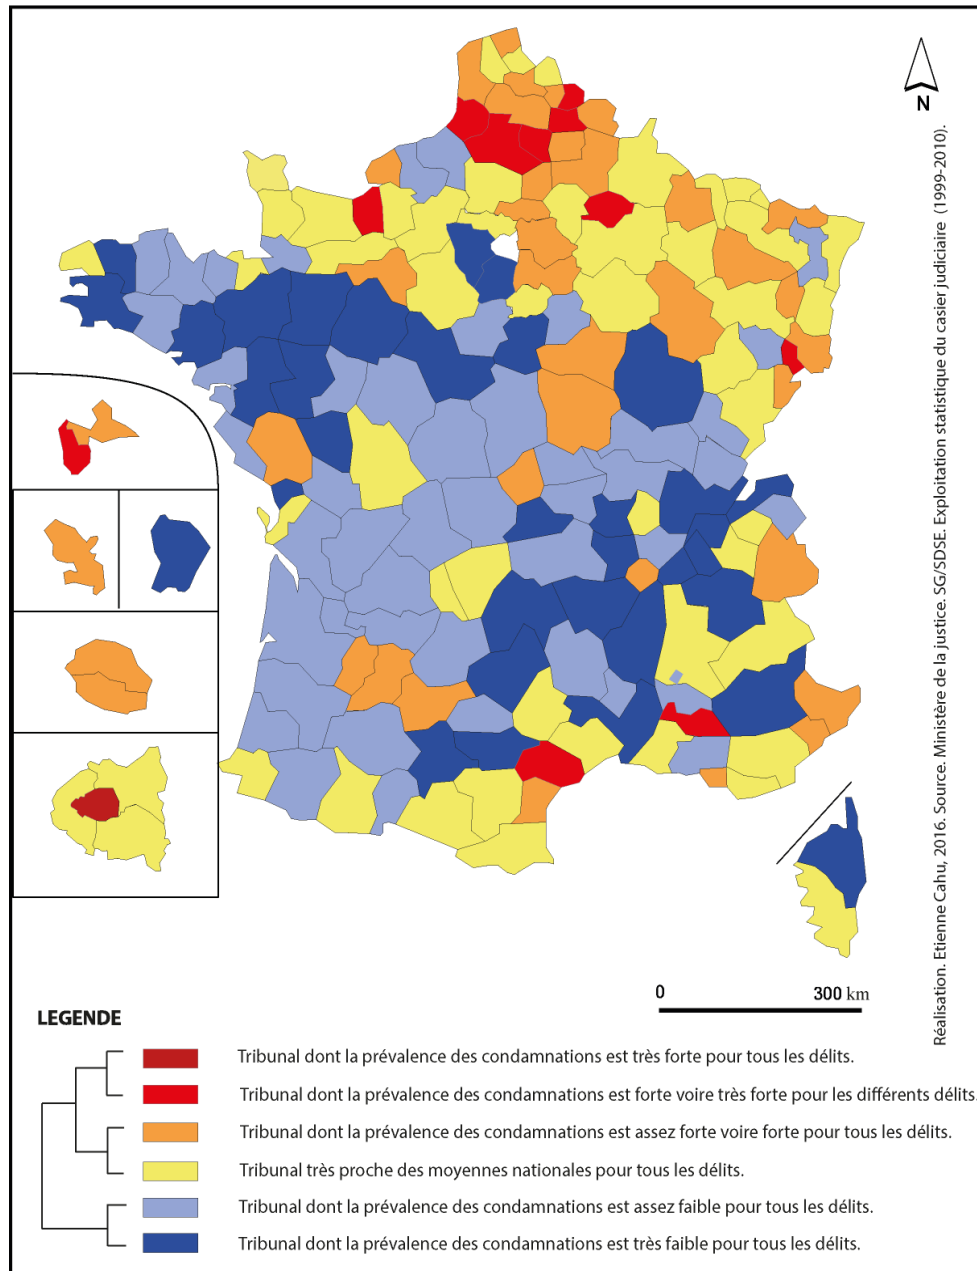 N
Réalisation. Etienne Cahu, 2016. Source. Ministère de la justice. SG/SDSE. Exploitation statistique du casier judiciaire (1999-2010).
0 300 km
LEGENDE
Tribunal dont la prévalence des condamnations est très forte pour tous les délits.
Tribunal dont la prévalence des condamnations est forte voire très forte pour les différents délits.
Tribunal dont la prévalence des condamnations est assez forte voire forte pour tous les délits.
Tribunal très proche des moyennes nationales pour tous les délits.
Tribunal dont la prévalence des condamnations est assez faible pour tous les délits.
Tribunal dont la prévalence des condamnations est très faible pour tous les délits.